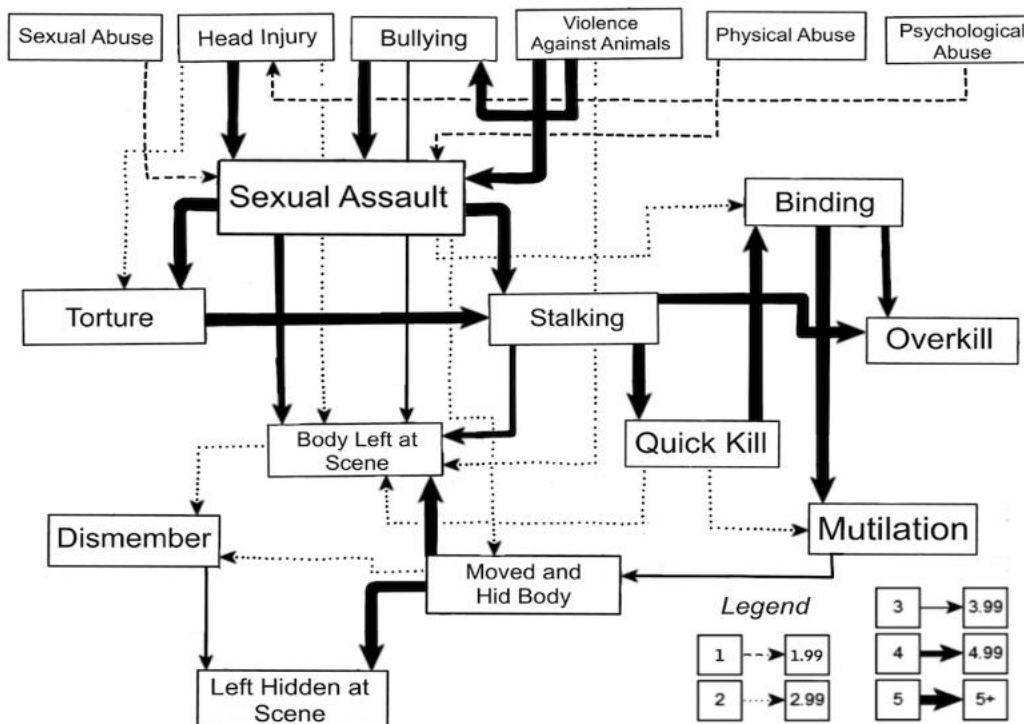 Sexual Abuse
Head Injury
Bullying
Violence
Against Animals
Physical Abuse
Psychological
Abuse
Sexual Assault
Binding
Torture
Stalking
Overkill
Body Left at
Scene
Quick Kill
Dismember
Mutilation
Moved and
Hid Body
Left Hidden at
Scene
Legend
1
1.99
2
2.99
3
3.99
4
4.99
5
5+